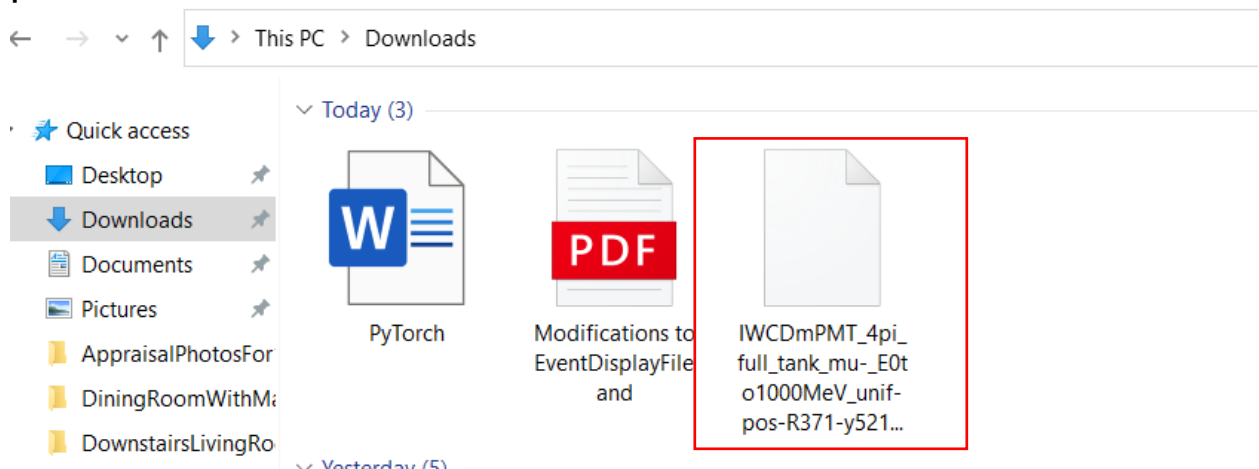 This PC > Downloads
Today (3)
Quick access
Desktop
Downloads
Documents
Pictures
AppraisalPhotosFor
DiningRoomWithMa
DownstairsLivingRo
W
PyTorch
PDF
Modifications to
EventDisplayFile
and
IWCDmPMT_4pi_
full_tank_mu-_E0t
o1000MeV_unif-
pos-R371-y521...
Yesterday (5)